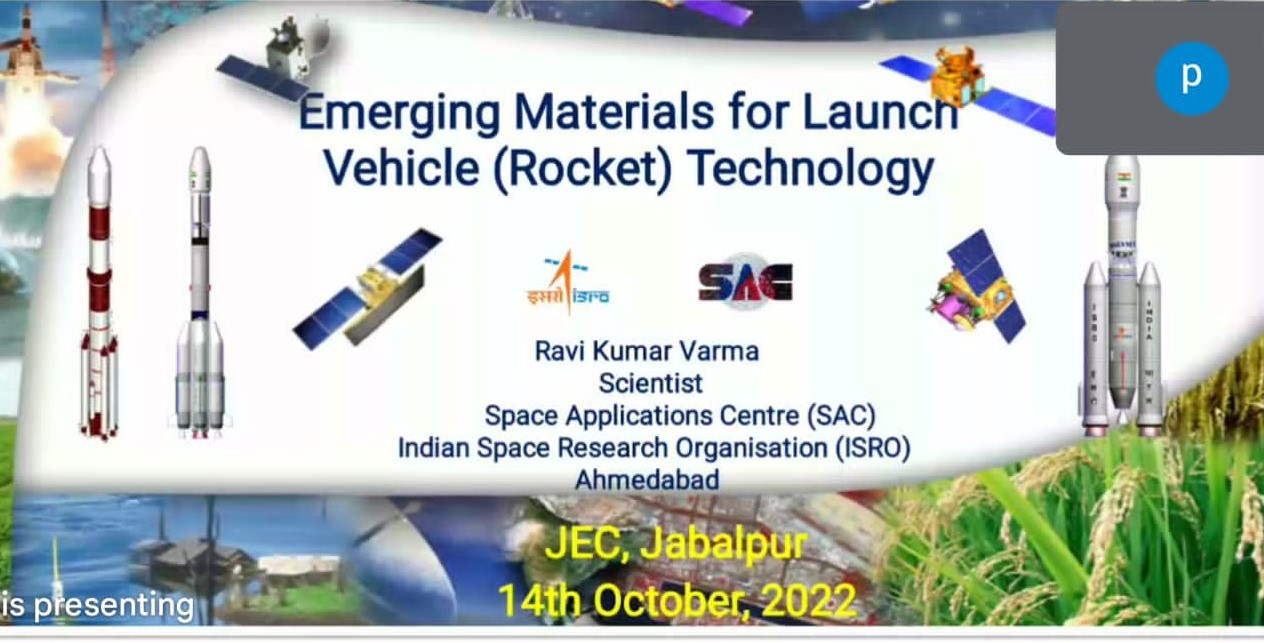 p
Emerging Materials for Launch
Vehicle (Rocket) Technology
इसरो isro
SAC
Ravi Kumar Varma
Scientist
Space Applications Centre (SAC)
Indian Space Research Organisation (ISRO)
Ahmedabad
JEC, Jabalpur
14th October, 2022
is presenting